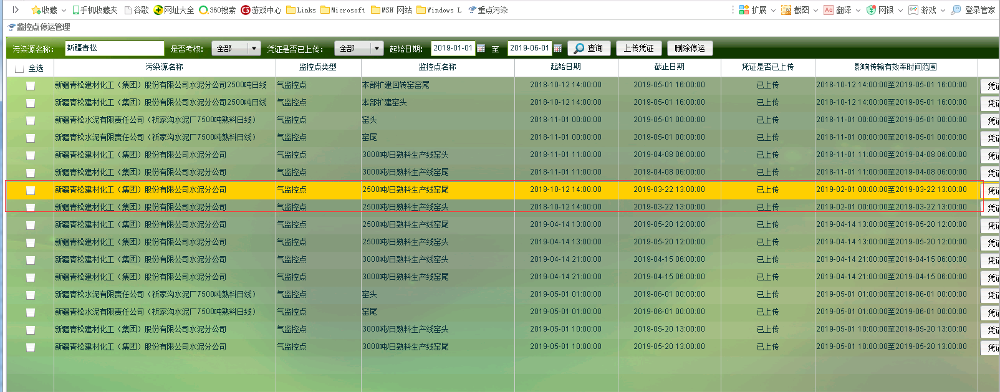 收藏 手机收藏夹 谷歌 网址大全 360搜索 游戏中心 Links Microsoft MSN 网站 Windows L 重点污染 扩展 截图 Aa 翻译 网银 游戏 登录管家
监控点停运管理
污染源名称: 新疆青松 是否考核: 全部 凭证是否已上传: 全部 起始日期: 2019-01-01 至 2019-06-01 查询 上传凭证 删除停运
全选 污染源名称 监控点类型 监控点名称 起始日期 截止日期 凭证是否已上传 影响传输有效率时间范围
新疆青松建材化工（集团）股份有限公司水泥分公司2500吨日线 气监控点 本部扩建回转窑窑尾 2018-10-12 14:00:00 2019-05-01 16:00:00 已上传 2018-10-12 14:00:00至2019-05-01 16:00:00 凭证
新疆青松建材化工（集团）股份有限公司水泥分公司2500吨日线 气监控点 本部扩建窑头 2018-10-12 14:00:00 2019-05-01 16:00:00 已上传 2018-10-12 14:00:00至2019-05-01 16:00:00 凭证
新疆青松水泥有限责任公司（祈家沟水泥厂7500吨熟料日线） 气监控点 窑头 2018-11-01 00:00:00 2019-05-01 00:00:00 已上传 2018-11-01 00:00:00至2019-05-01 00:00:00 凭证
新疆青松水泥有限责任公司（祈家沟水泥厂7500吨熟料日线） 气监控点 窑尾 2018-11-01 00:00:00 2019-05-01 00:00:00 已上传 2018-11-01 00:00:00至2019-05-01 00:00:00 凭证
新疆青松建材化工（集团）股份有限公司水泥分公司 气监控点 3000吨/日熟料生产线窑头 2018-11-01 11:00:00 2019-04-08 06:00:00 已上传 2018-11-01 11:00:00至2019-04-08 06:00:00 凭证
新疆青松建材化工（集团）股份有限公司水泥分公司 气监控点 3000吨/日熟料生产线窑尾 2018-11-01 11:00:00 2019-04-08 06:00:00 已上传 2018-11-01 11:00:00至2019-04-08 06:00:00 凭证
新疆青松建材化工（集团）股份有限公司水泥分公司 气监控点 2500吨/日熟料生产线窑尾 2018-10-12 14:00:00 2019-03-22 13:00:00 已上传 2019-02-01 00:00:00至2019-03-22 13:00:00 凭证
新疆青松建材化工（集团）股份有限公司水泥分公司 气监控点 2500吨/日熟料生产线窑头 2018-10-12 14:00:00 2019-03-22 13:00:00 已上传 2019-02-01 00:00:00至2019-03-22 13:00:00 凭证
新疆青松建材化工（集团）股份有限公司水泥分公司 气监控点 2500吨/日熟料生产线窑尾 2019-04-14 13:00:00 2019-05-20 12:00:00 已上传 2019-04-14 13:00:00至2019-05-20 12:00:00 凭证
新疆青松建材化工（集团）股份有限公司水泥分公司 气监控点 2500吨/日熟料生产线窑头 2019-04-14 13:00:00 2019-05-20 12:00:00 已上传 2019-04-14 13:00:00至2019-05-20 12:00:00 凭证
新疆青松建材化工（集团）股份有限公司水泥分公司 气监控点 3000吨/日熟料生产线窑头 2019-04-14 21:00:00 2019-04-15 06:00:00 已上传 2019-04-14 21:00:00至2019-04-15 06:00:00 凭证
新疆青松建材化工（集团）股份有限公司水泥分公司 气监控点 3000吨/日熟料生产线窑尾 2019-04-14 21:00:00 2019-04-15 06:00:00 已上传 2019-04-14 21:00:00至2019-04-15 06:00:00 凭证
新疆青松水泥有限责任公司（祈家沟水泥厂7500吨熟料日线） 气监控点 窑头 2019-05-01 01:00:00 2019-06-01 00:00:00 已上传 2019-05-01 01:00:00至2019-06-01 00:00:00 凭证
新疆青松水泥有限责任公司（祈家沟水泥厂7500吨熟料日线） 气监控点 窑尾 2019-05-01 01:00:00 2019-06-01 00:00:00 已上传 2019-05-01 01:00:00至2019-06-01 00:00:00 凭证
新疆青松建材化工（集团）股份有限公司水泥分公司 气监控点 3000吨/日熟料生产线窑头 2019-05-01 10:00:00 2019-05-20 13:00:00 已上传 2019-05-01 10:00:00至2019-05-20 13:00:00 凭证
新疆青松建材化工（集团）股份有限公司水泥分公司 气监控点 3000吨/日熟料生产线窑尾 2019-05-01 10:00:00 2019-05-20 13:00:00 已上传 2019-05-01 10:00:00至2019-05-20 13:00:00 凭证